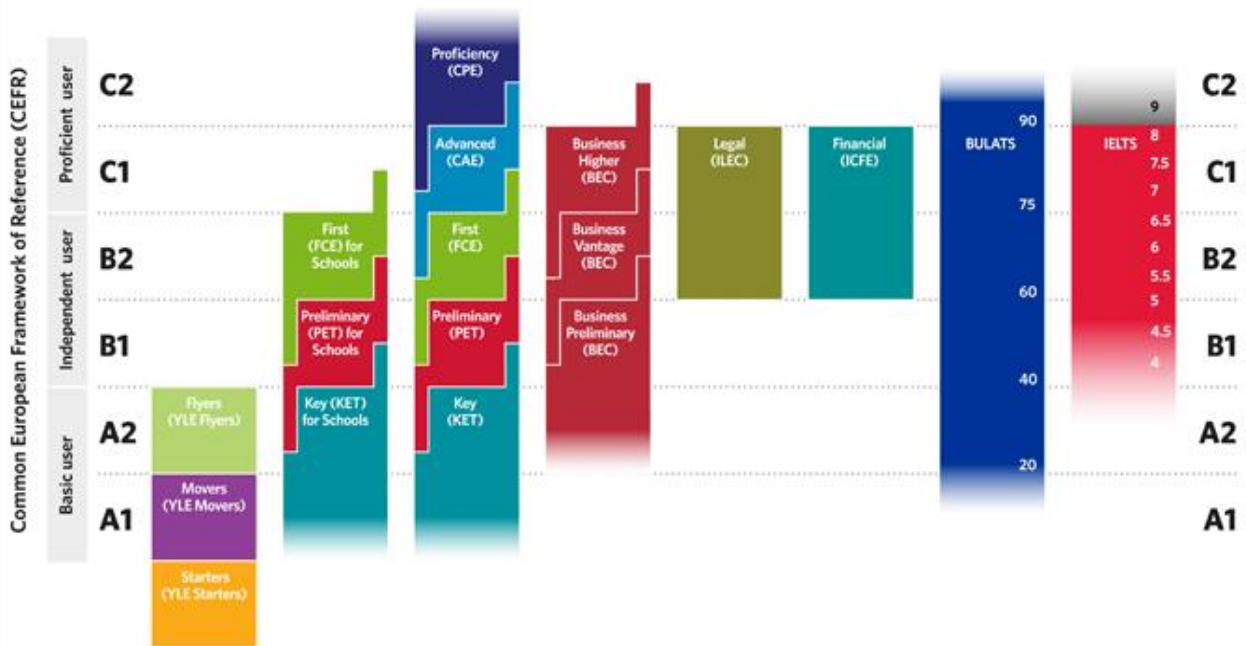 Common European Framework of Reference (CEFR)
Proficient user
Independent user
Basic user
C2
C1
B2
B1
A2
A1
Flyers
(YLE Flyers)
Movers
(YLE Movers)
Starters
(YLE Starters)
First
(FCE) for
Schools
Preliminary
(PET) for
Schools
Key (KET)
for Schools
Proficiency
(CPE)
Advanced
(CAE)
First
(FCE)
Preliminary
(PET)
Key
(KET)
Business
Higher
(BEC)
Business
Vantage
(BEC)
Business
Preliminary
(BEC)
Legal
(ILEC)
Financial
(ICFE)
90
BULATS
75
60
40
20
9
IELTS
8
7.5
7
6.5
6
5.5
5
4.5
4
C2
C1
B2
B1
A2
A1